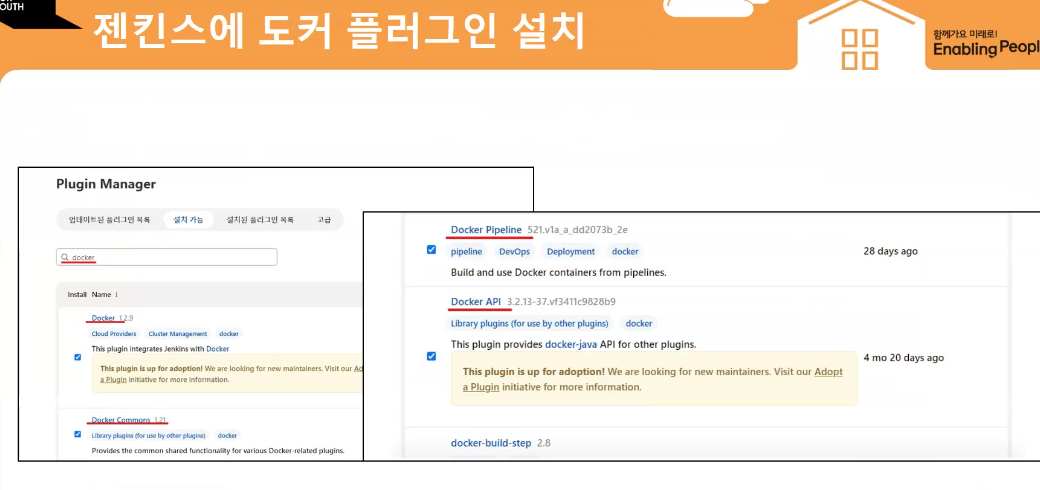 OUTH
젠킨스에 도커 플러그인 설치
함께가요 미래로!
Enabling Peopl
Plugin Manager
업데이트된 플러그인 목록 설치 가능 설치된 플러그인 목록 고급
docker
Install Name ↓
Docker 1.2.9
Cloud Providers Cluster Management docker
This plugin integrates Jenkins with Docker
This plugin is up for adoption! We are looking for new maintainers. Visit our Ad
a Plugin initiative for more information.
Docker Commons 1.21
Library plugins (for use by other plugins) docker
Provides the common shared functionality for various Docker-related plugins.
Docker Pipeline 521.v1a_a_dd2073b_2e
pipeline DevOps Deployment docker
28 days ago
Build and use Docker containers from pipelines.
Docker API 3.2.13-37.vf3411c9828b9
Library plugins (for use by other plugins) docker
This plugin provides docker-java API for other plugins.
4 mo 20 days ago
This plugin is up for adoption! We are looking for new maintainers. Visit our Adopt
a Plugin initiative for more information.
docker-build-step 2.8